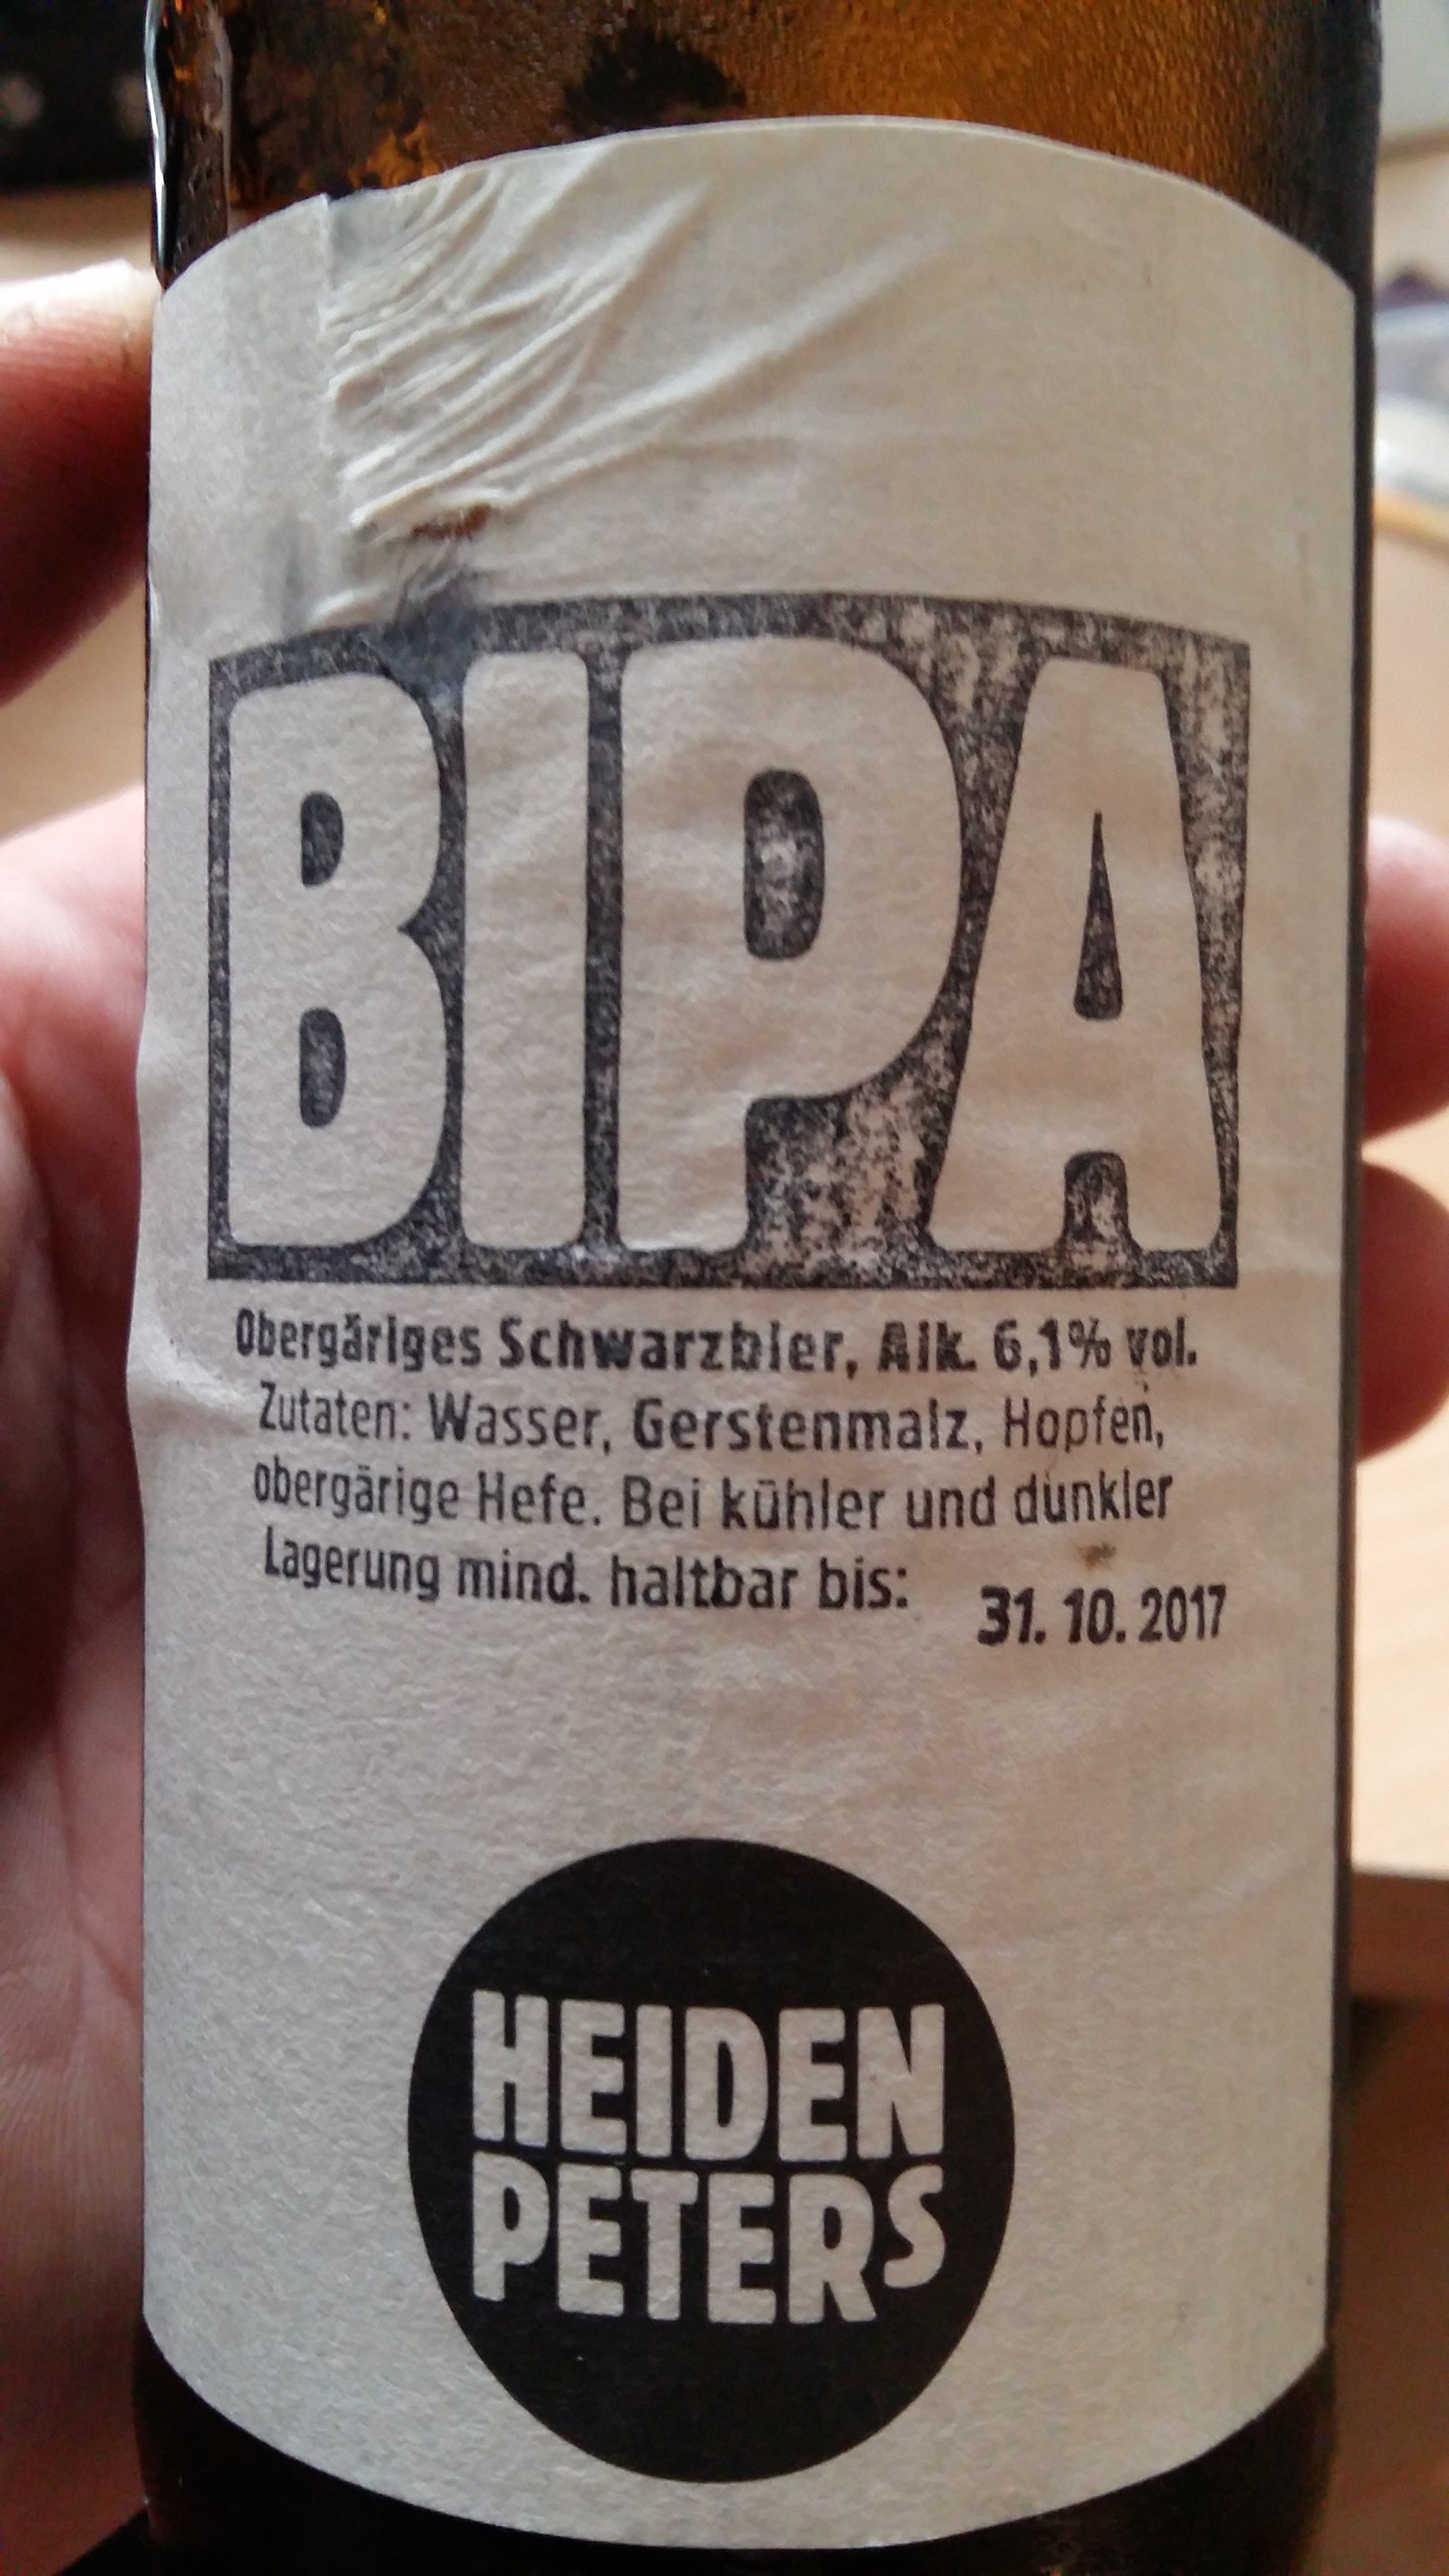 BIPA
Obergäriges Schwarzbier, Alk. 6,1% vol.
Zutaten: Wasser, Gerstenmalz, Hopfen,
obergärige Hefe. Bei kühler und dunkler
Lagerung mind. haltbar bis:
31. 10. 2017
HEIDEN
PETERS